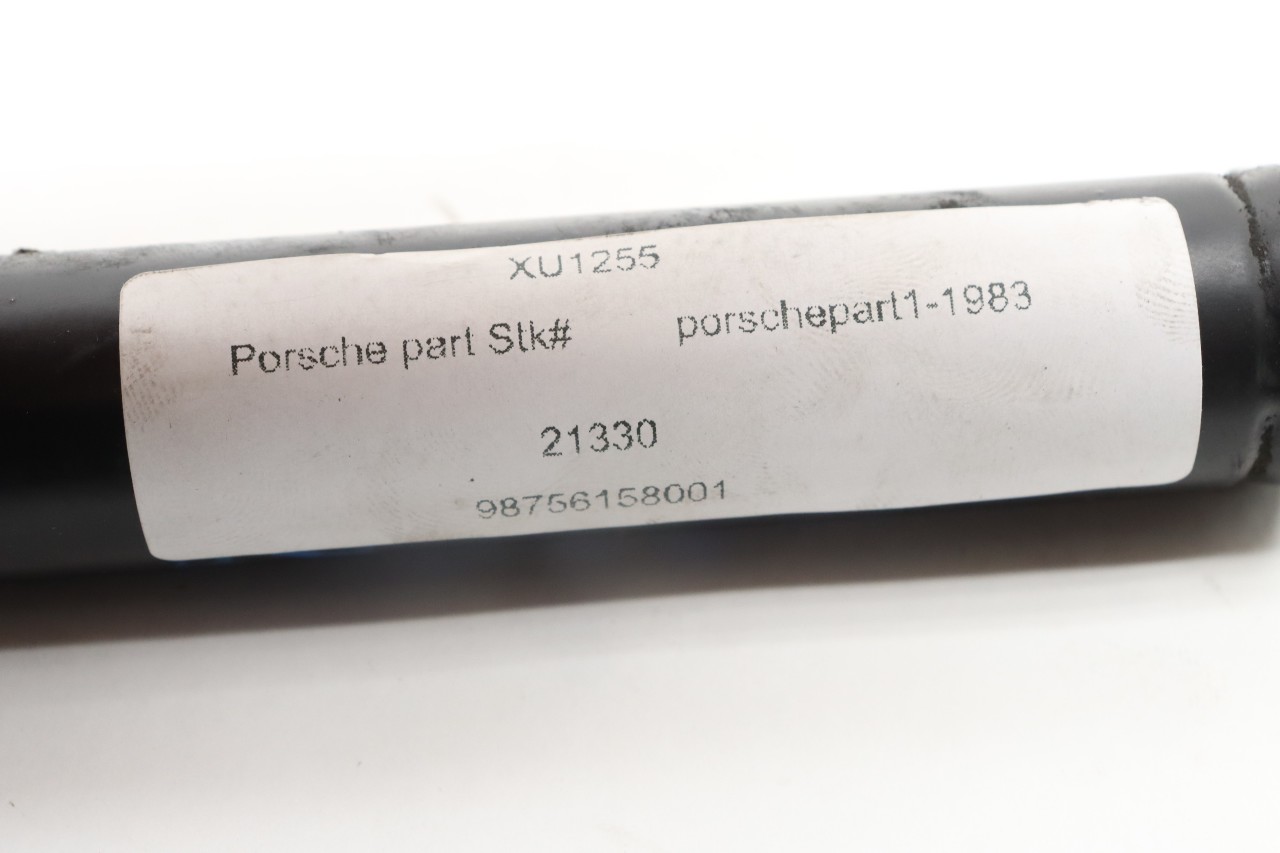 XU1255
Porsche part Stk# porschepart1-1983
21330
98756158001